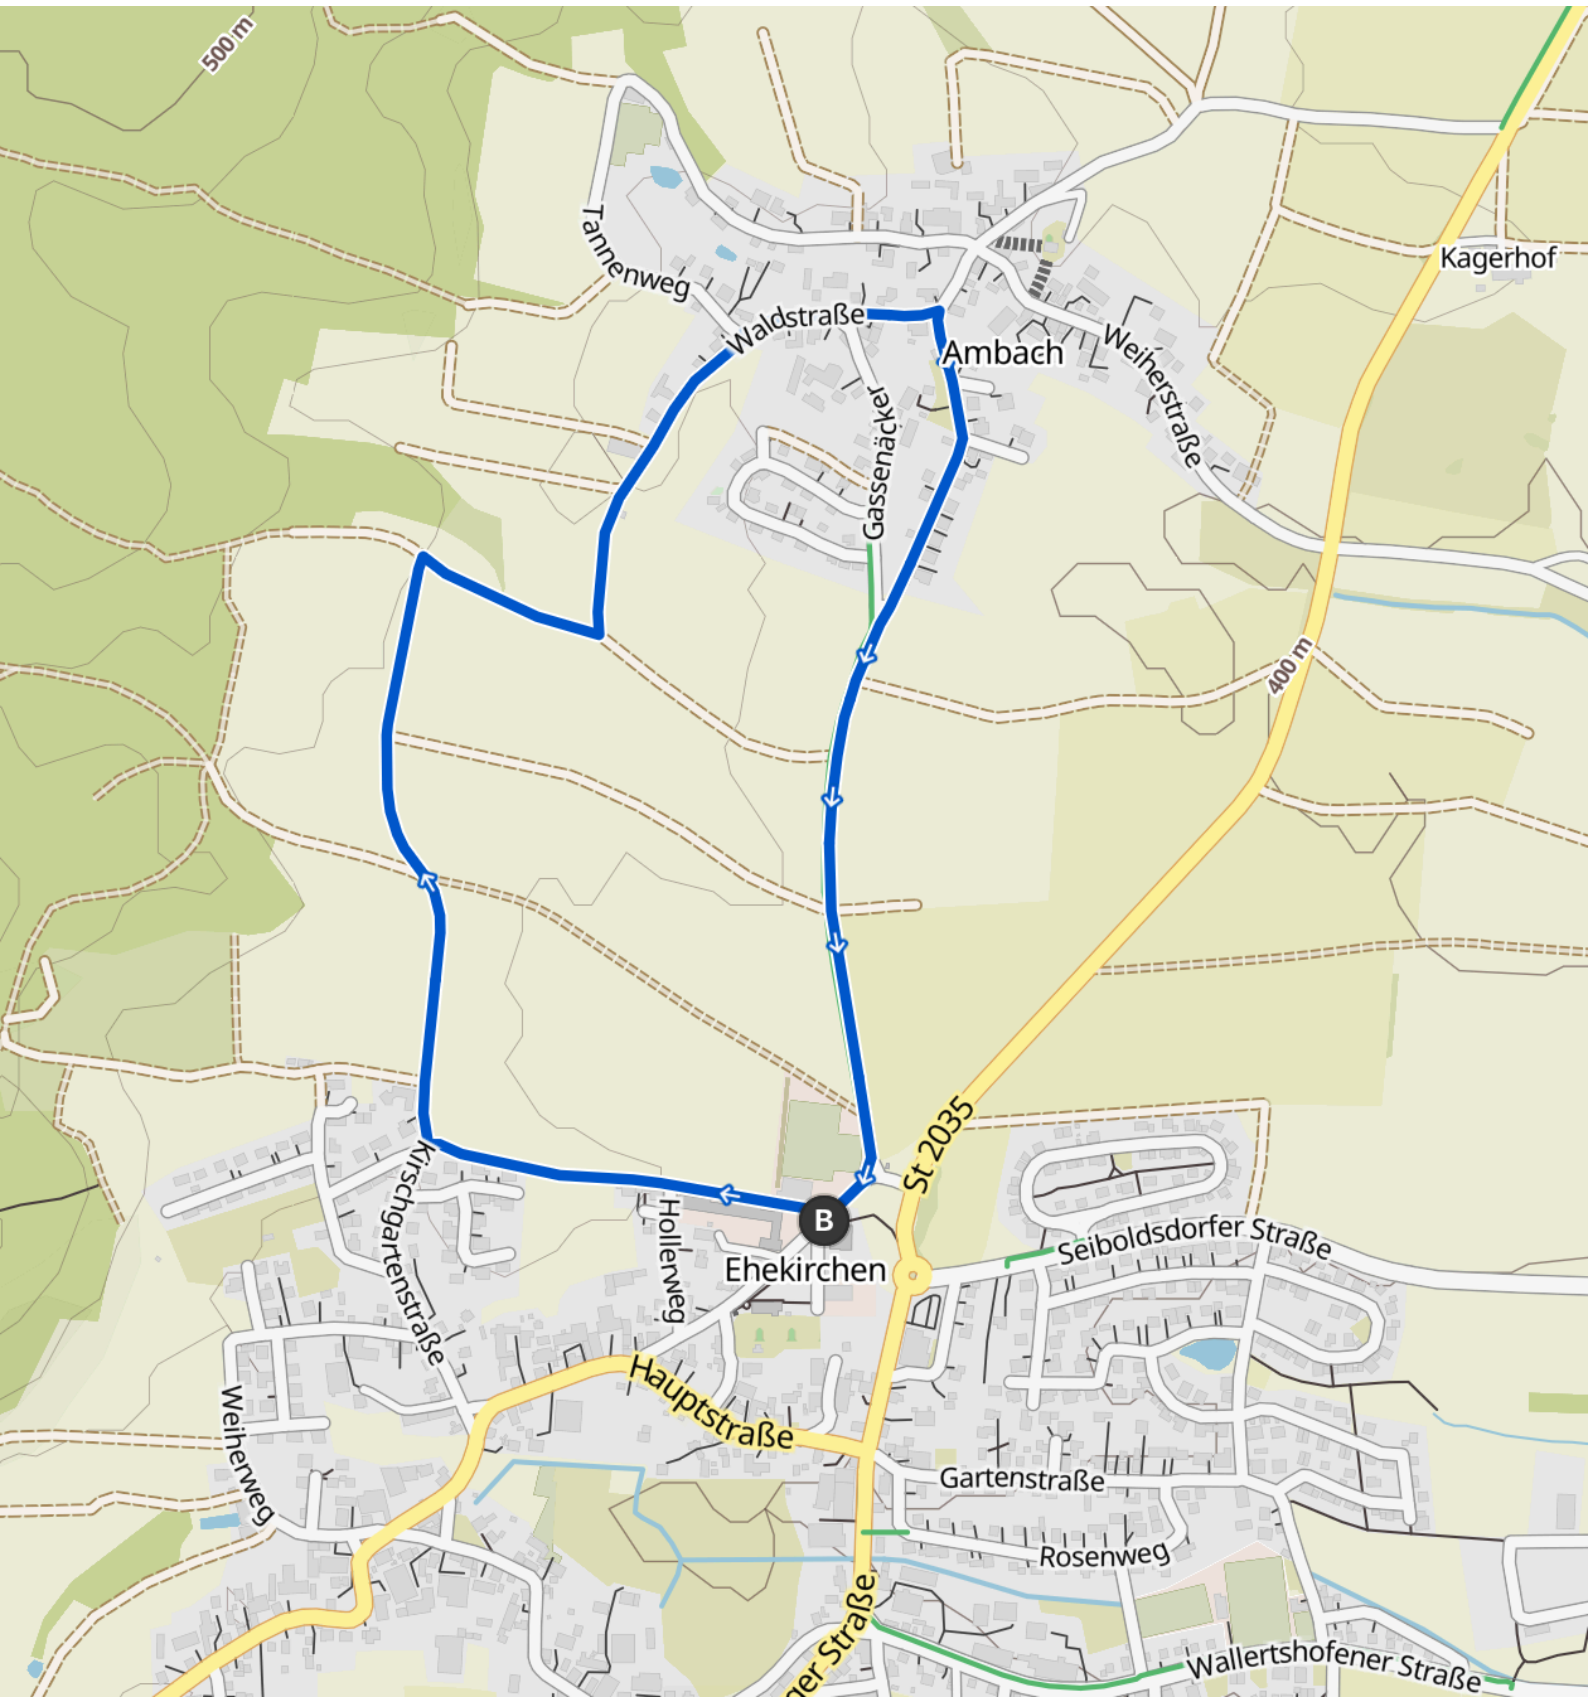 500 m
Tannenweg
Kagerhof
Waldstraße
Ambach
Weiherstraße
Gassenäcker
400 m
St 2035
Kirschgartenstraße
Hollerweg
B
Ehekirchen
Seiboldsdorfer Straße
Hauptstraße
Weiherweg
Gartenstraße
Rosenweg
ger Straße
Wallertshofener Straße